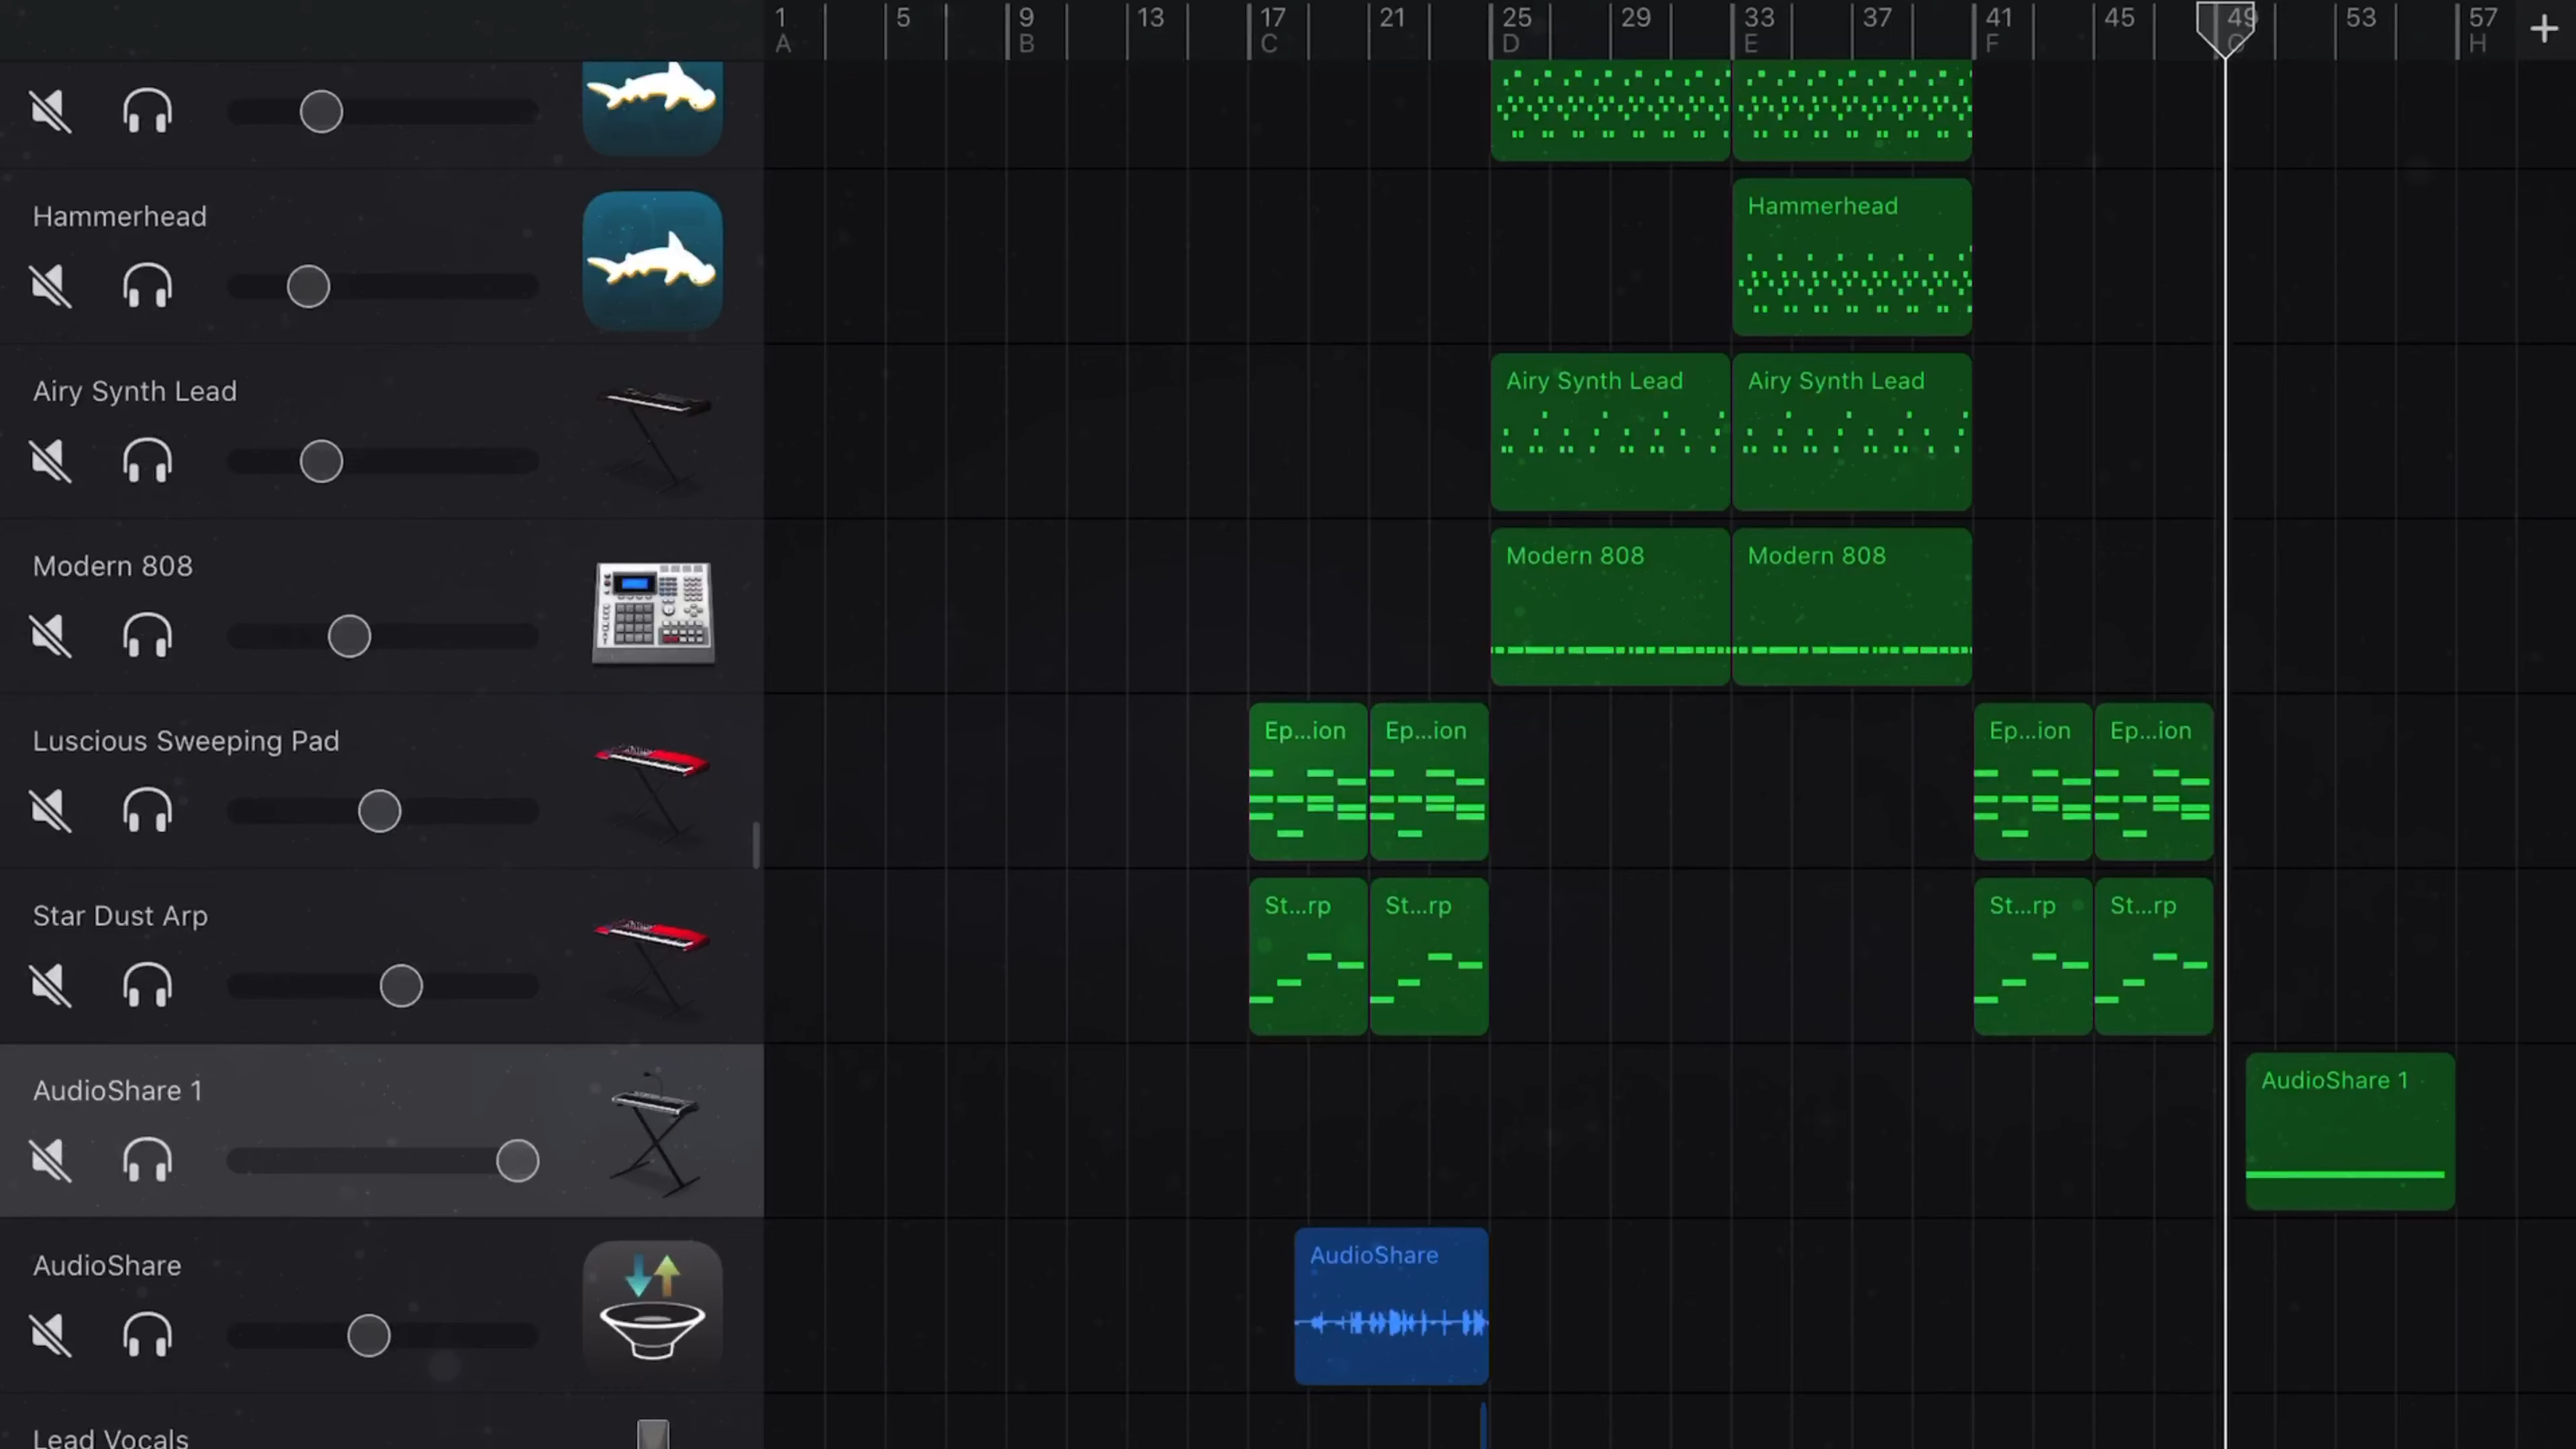 1 5 9 13 17 21 25 29 33 37 41 45 49 53 57
A B C D E F G H
Hammerhead
Hammerhead
Airy Synth Lead
Airy Synth Lead Airy Synth Lead
Modern 808
Modern 808 Modern 808
Luscious Sweeping Pad
Ep...ion Ep...ion Ep...ion Ep...ion
Star Dust Arp
St...rp St...rp St...rp St...rp
AudioShare 1
AudioShare 1
AudioShare
AudioShare
Lead Vocals